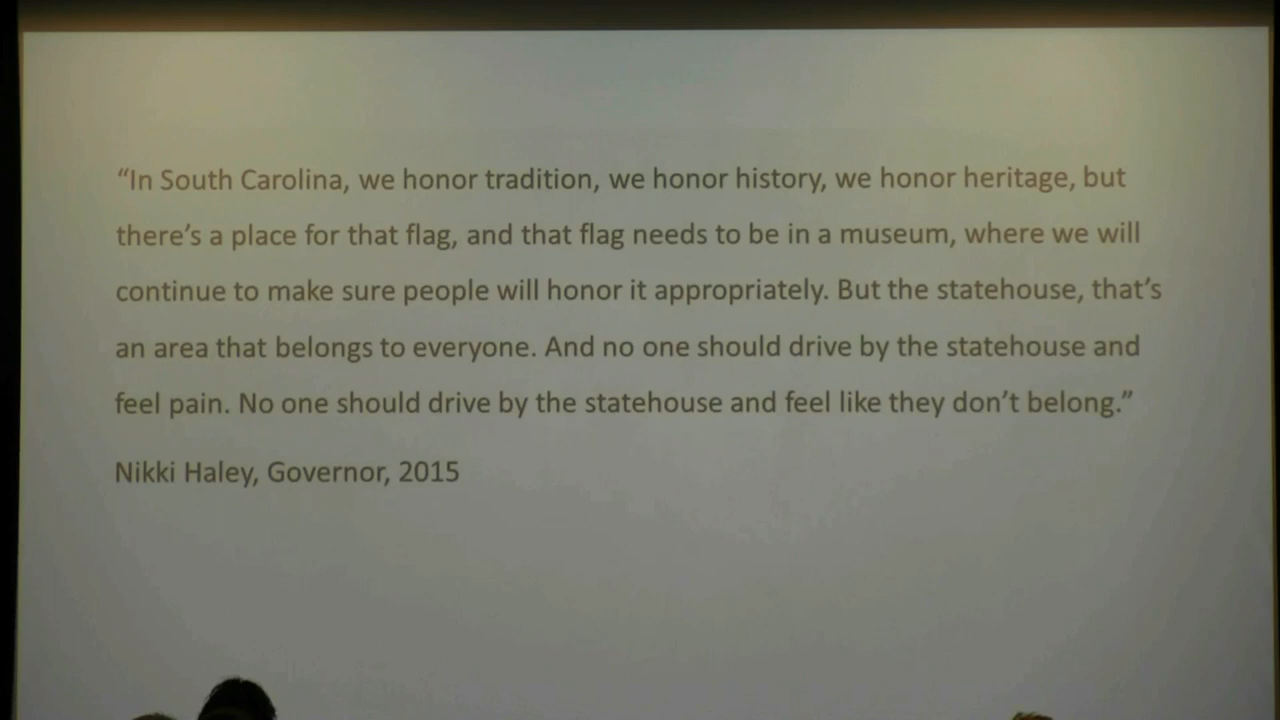 “In South Carolina, we honor tradition, we honor history, we honor heritage, but
there’s a place for that flag, and that flag needs to be in a museum, where we will
continue to make sure people will honor it appropriately. But the statehouse, that’s
an area that belongs to everyone. And no one should drive by the statehouse and
feel pain. No one should drive by the statehouse and feel like they don’t belong.”
Nikki Haley, Governor, 2015